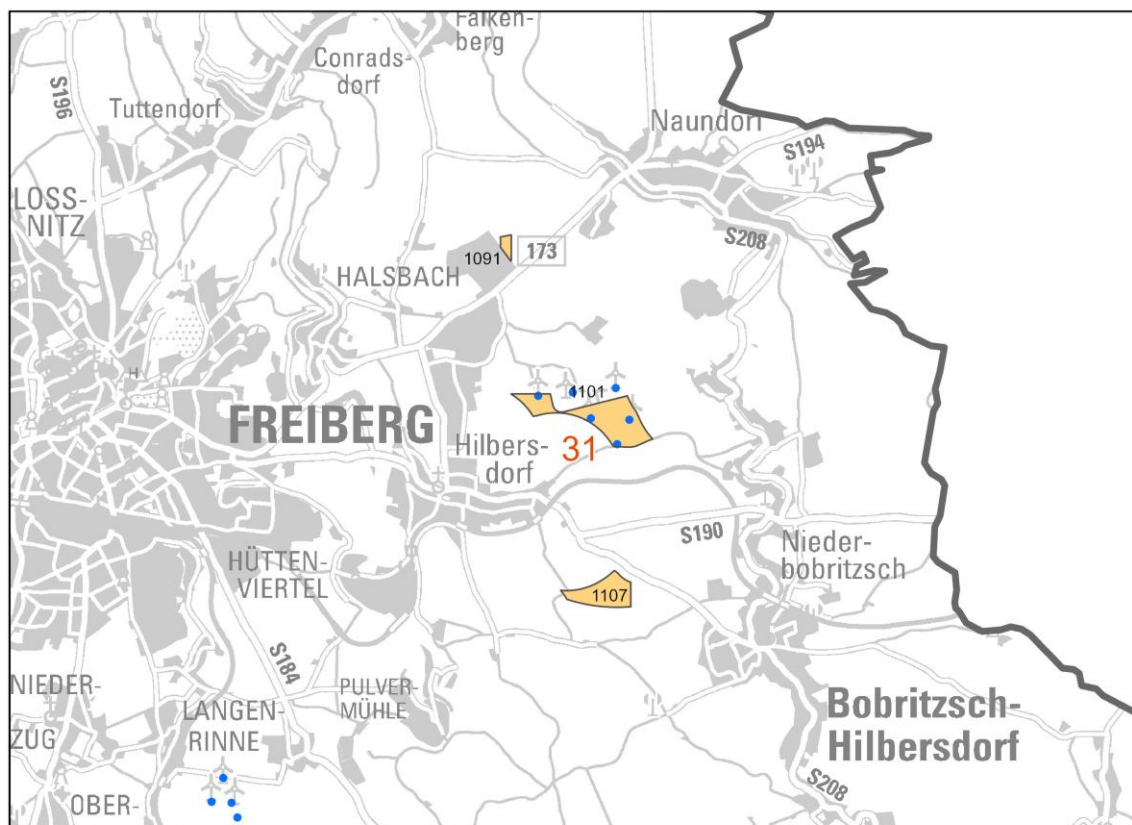 Falken-
berg
Conrads-
dorf
S196
Tuttendorf
Naundorf
S194
LOSS-
NITZ
S208
1091
173
HALSBACH
1101
FREIBERG
Hilbers-
dorf
31
S190
Nieder-
bobritzsch
HÜTTEN-
VIERTEL
1107
S184
NIEDER-
ZUG
LANGEN-
RINNE
PULVER-
MÜHLE
Bobritzsch-
Hilbersdorf
S208
OBER-
H